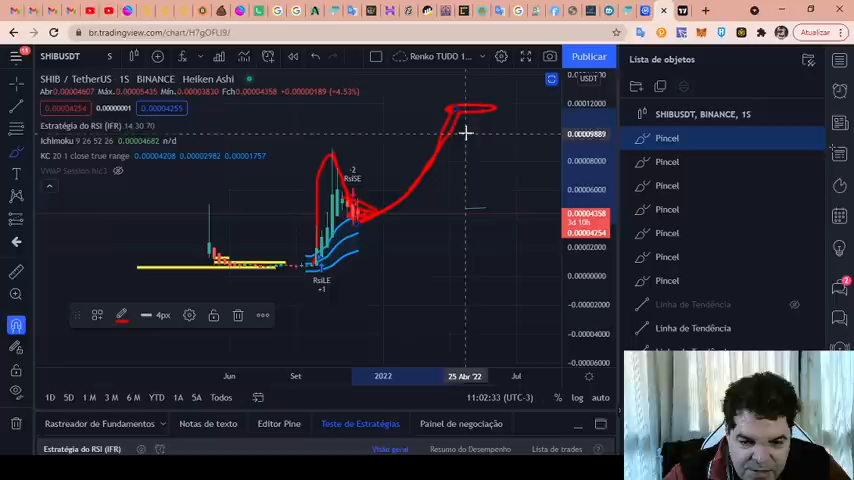 br.tradingview.com/chart/H7gOFLI9/
Atualizar
SHIBUSDT
S
Renko TUDO 1...
Publicar
Lista de objetos
SHIB / TetherUS · 1S · BINANCE · Heiken Ashi
Abr0.00004607 Máx.0.00005435 Mín.0.00003830 Fch0.00004358 +0.00000189 (+4.53%)
0.00004254 0.00000001 0.00004255
Estratégia do RSI (IFR) 14 30 70
Ichimoku 9 26 52 26 0.00004682 n/d
KC 20 1 close true range 0.00004208 0.00002982 0.00001757
VWAP Session hlc3
USDT
0.00012000
0.00009889
0.00008000
0.00006000
0.00004358
3d 10h
0.00004254
0.00002000
0.00000000
-0.00002000
-0.00004000
-0.00006000
-2
RsiSE
RsiLE
+1
4px
SHIBUSDT, BINANCE, 1S
Pincel
Pincel
Pincel
Pincel
Pincel
Pincel
Pincel
Linha de Tendência
Linha de Tendência
Jun
Set
2022
25 Abr '22
Jul
1D 5D 1M 3M 6M YTD 1A 5A Todos
11:02:33 (UTC-3)
% log auto
Rastreador de Fundamentos
Notas de texto
Editor Pine
Teste de Estratégias
Painel de negociação
Estratégia do RSI (IFR)
Visão geral
Resumo do Desempenho
Lista de trades